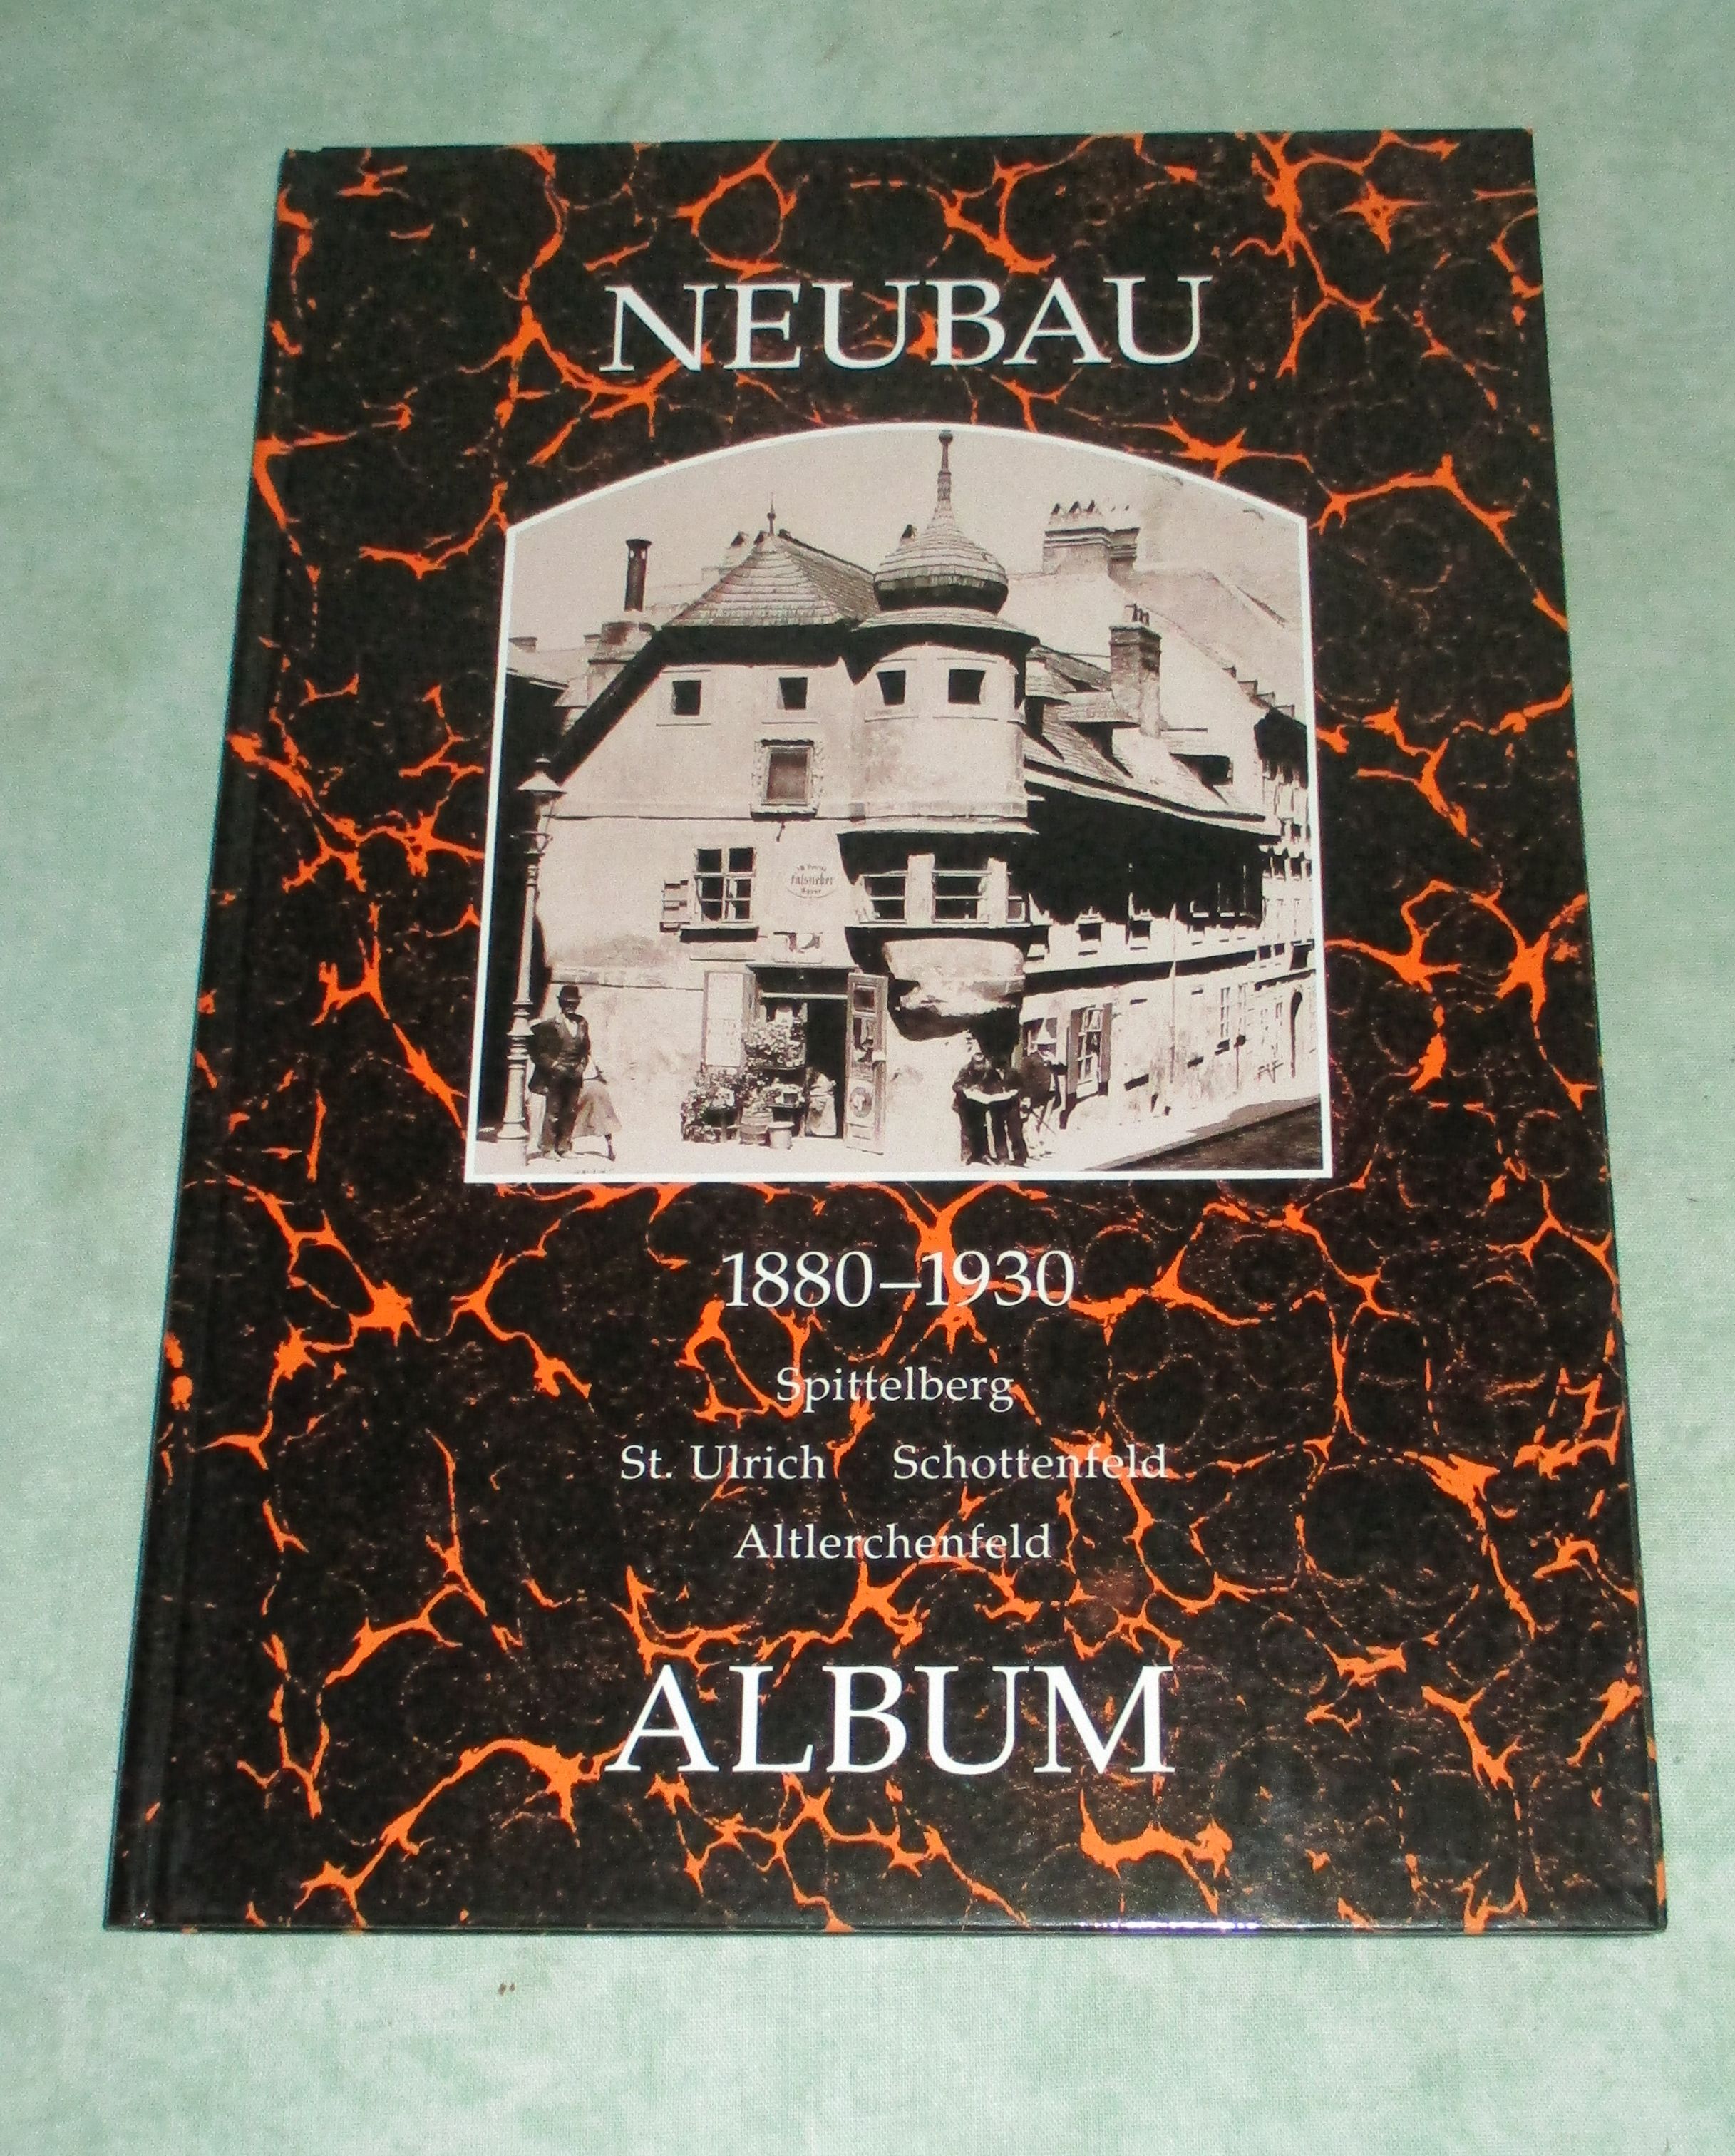 NEUBAU
1880–1930
Spittelberg
St. Ulrich Schottenfeld
Altlerchenfeld
ALBUM